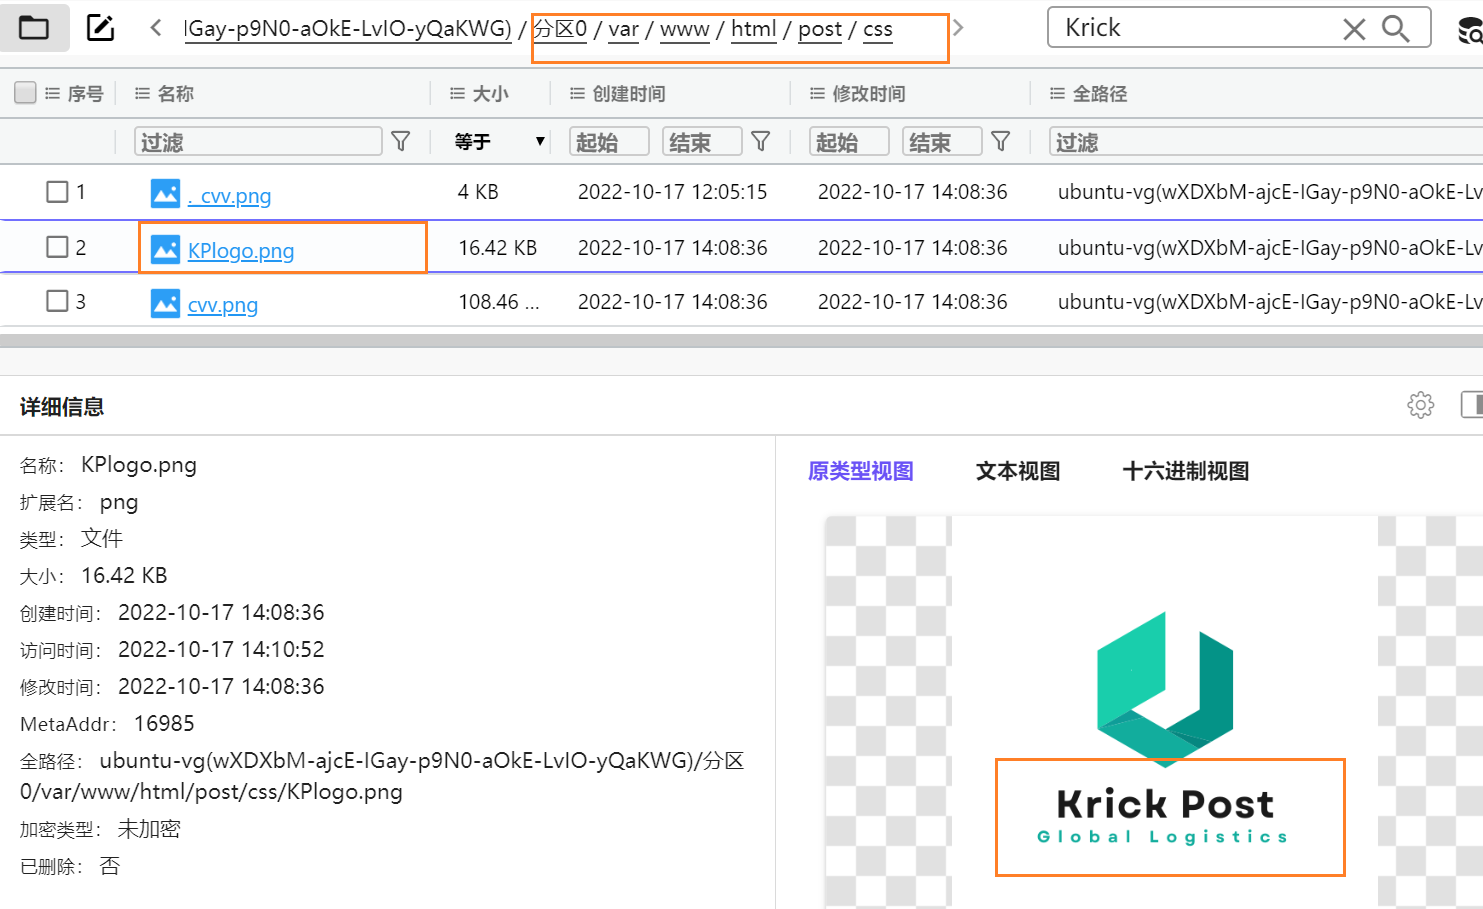 IGay-p9N0-aOkE-LvIO-yQaKWG) / 分区0 / var / www / html / post / css
Krick
序号 名称 大小 创建时间 修改时间 全路径
过滤 等于 起始 结束 起始 结束 过滤
1 ._cvv.png 4 KB 2022-10-17 12:05:15 2022-10-17 14:08:36 ubuntu-vg(wXDXbM-ajcE-IGay-p9N0-aOkE-Lv
2 KPlogo.png 16.42 KB 2022-10-17 14:08:36 2022-10-17 14:08:36 ubuntu-vg(wXDXbM-ajcE-IGay-p9N0-aOkE-Lv
3 cvv.png 108.46 ... 2022-10-17 14:08:36 2022-10-17 14:08:36 ubuntu-vg(wXDXbM-ajcE-IGay-p9N0-aOkE-Lv
详细信息
名称： KPlogo.png
扩展名： png
类型： 文件
大小： 16.42 KB
创建时间： 2022-10-17 14:08:36
访问时间： 2022-10-17 14:10:52
修改时间： 2022-10-17 14:08:36
MetaAddr： 16985
全路径： ubuntu-vg(wXDXbM-ajcE-IGay-p9N0-aOkE-LvIO-yQaKWG)/分区
0/var/www/html/post/css/KPlogo.png
加密类型： 未加密
已删除： 否
原类型视图 文本视图 十六进制视图
Krick Post
Global Logistics